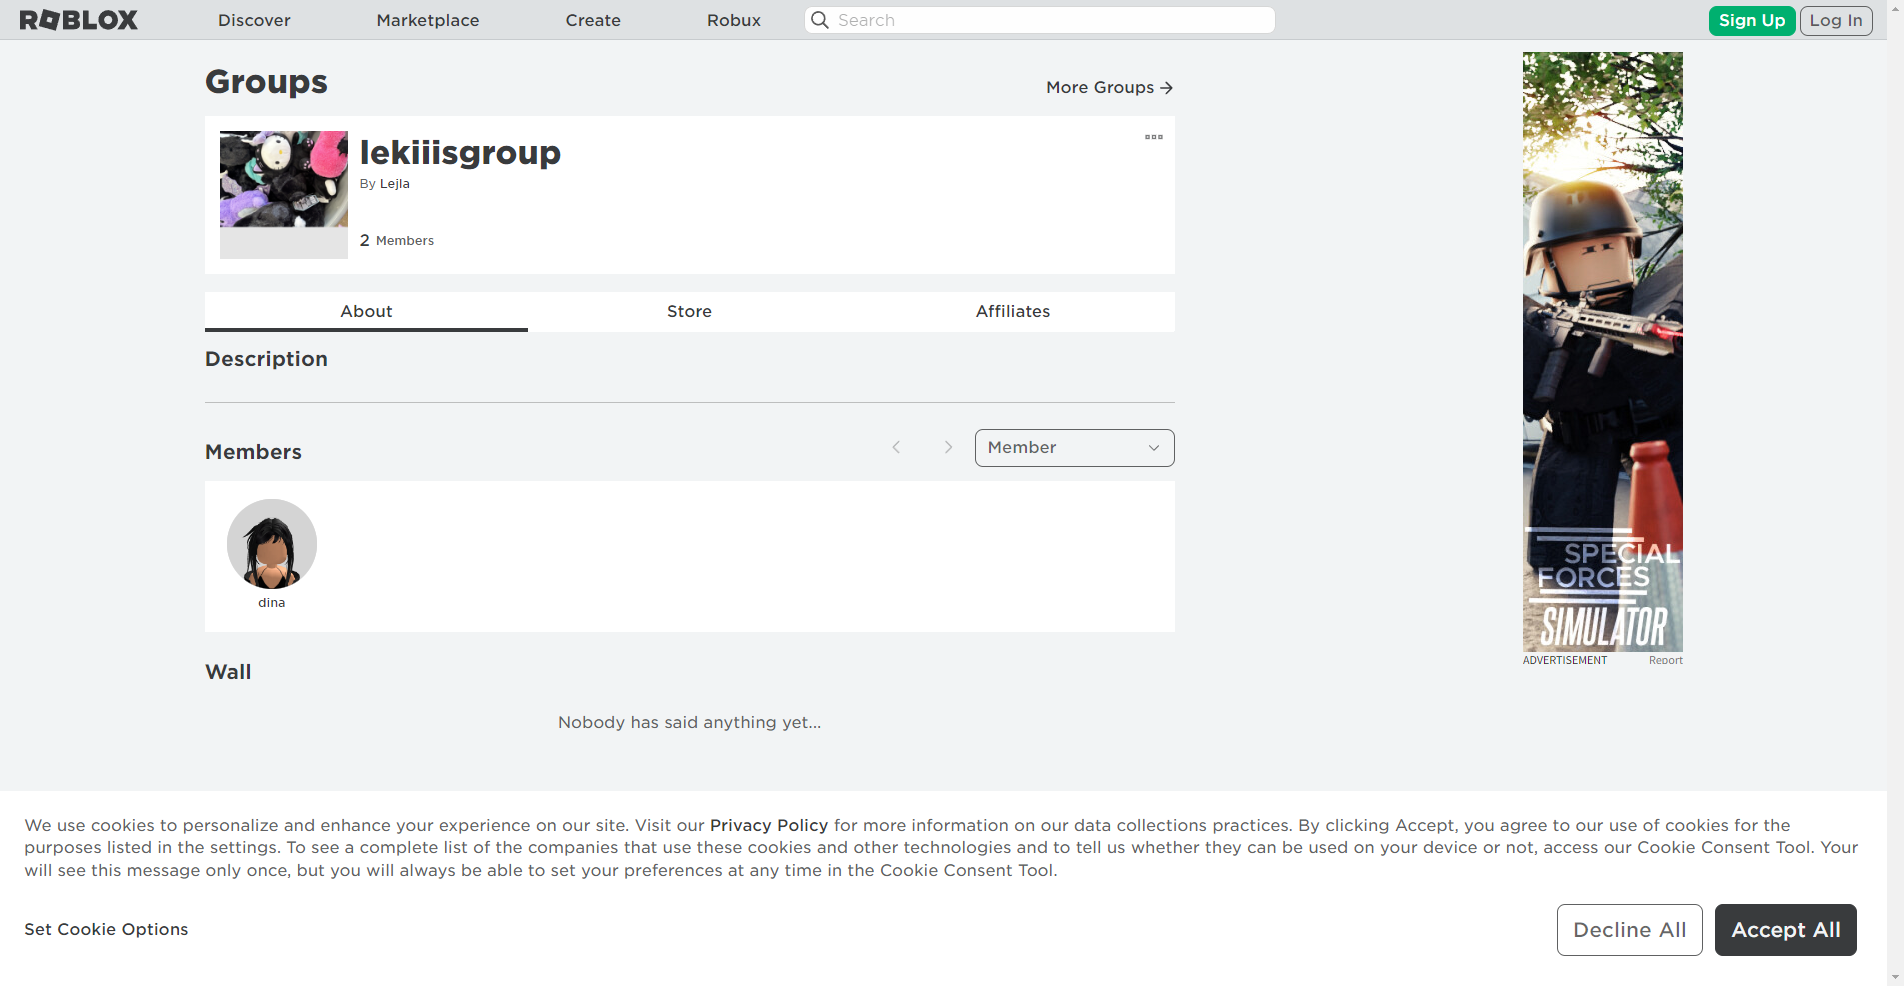 ROBLOX
Discover
Marketplace
Create
Robux
Search
Sign Up
Log In
Groups
More Groups
lekiiisgroup
By Lejla
2 Members
About
Store
Affiliates
Description
Members
Member
dina
Wall
Nobody has said anything yet...
SPECIAL
FORCES
SIMULATOR
ADVERTISEMENT
Report
We use cookies to personalize and enhance your experience on our site. Visit our Privacy Policy for more information on our data collections practices. By clicking Accept, you agree to our use of cookies for the
purposes listed in the settings. To see a complete list of the companies that use these cookies and other technologies and to tell us whether they can be used on your device or not, access our Cookie Consent Tool. Your
will see this message only once, but you will always be able to set your preferences at any time in the Cookie Consent Tool.
Set Cookie Options
Decline All
Accept All